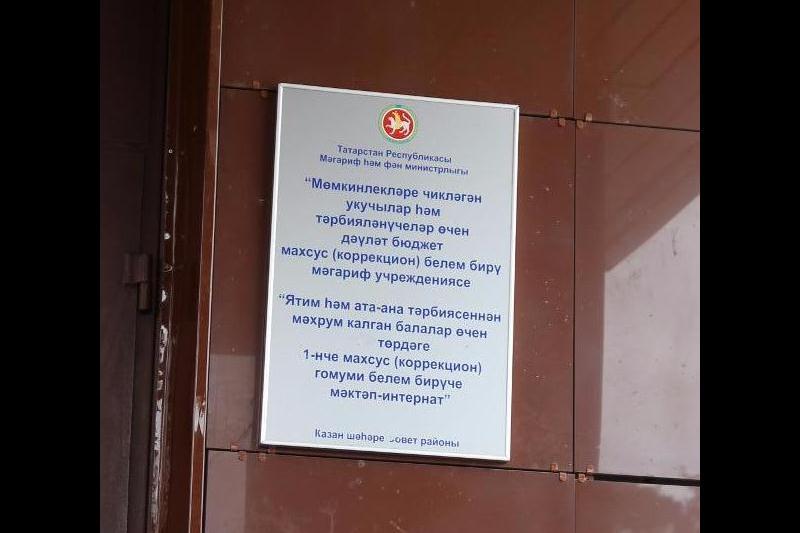 Татарстан Республикасы
Мәгариф һәм фән министрлыгы
“Мөмкинлекләре чикләгән
укучылар һәм
тәрбияләнүчеләр өчен
дәүләт бюджет
махсус (коррекцион) белем бирү
мәгариф учреждениясе
“Ятим һәм ата-ана тәрбиясеннән
мәхрум калган балалар өчен
төрдәге
1-нче махсус (коррекцион)
гомуми белем бирүче
мәктәп-интернат”
Казан шәһәре Совет районы